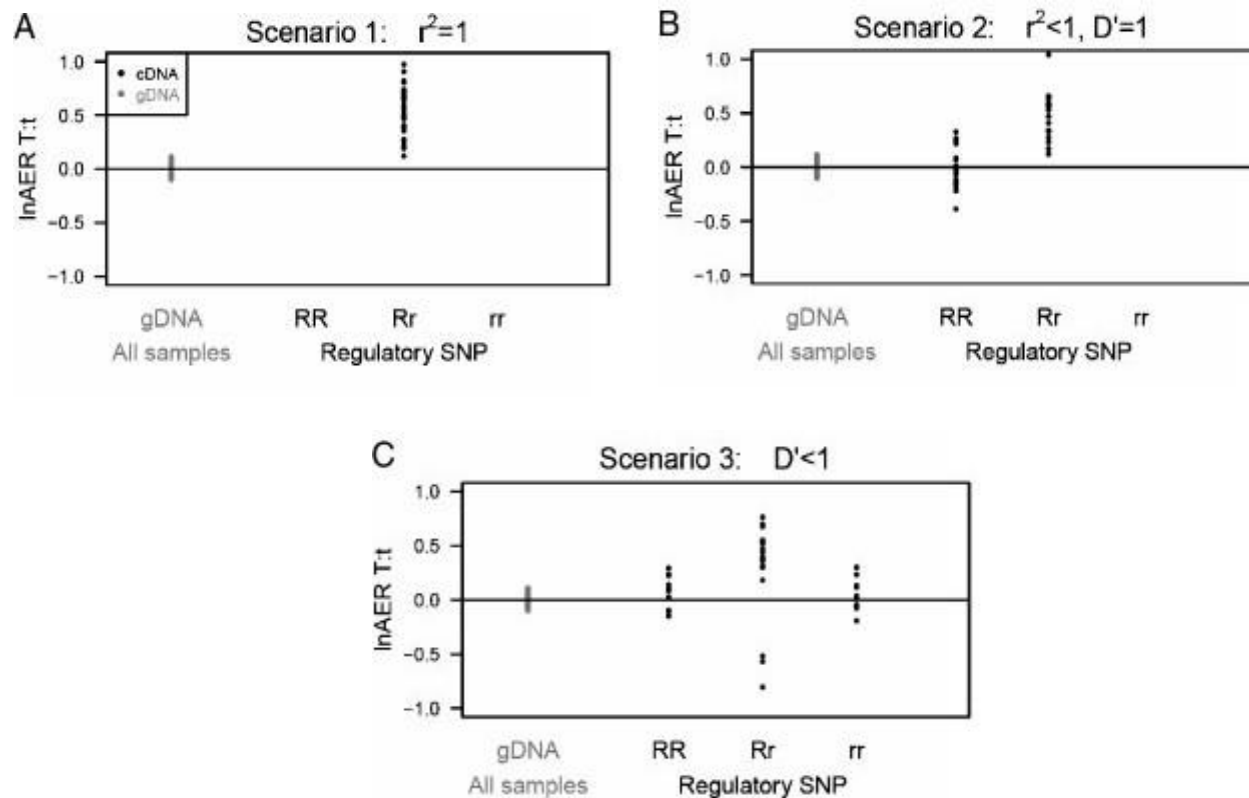 A
Scenario 1: r²=1
lnAER T:t
1.0
0.5
0.0
−0.5
−1.0
cDNA
gDNA
gDNA RR Rr rr
All samples Regulatory SNP
B
Scenario 2: r²<1, D'=1
lnAER T:t
1.0
0.5
0.0
−0.5
−1.0
gDNA RR Rr rr
All samples Regulatory SNP
C
Scenario 3: D'<1
lnAER T:t
1.0
0.5
0.0
−0.5
−1.0
gDNA RR Rr rr
All samples Regulatory SNP